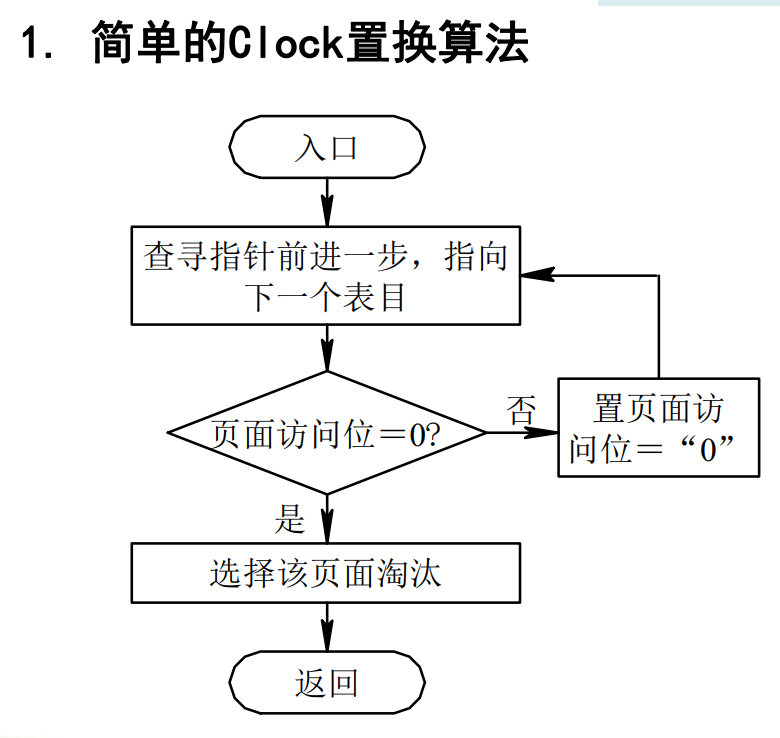 1. 简单的Clock置换算法
入口
查寻指针前进一步，指向
下一个表目
页面访问位＝0?
否
置页面访
问位＝“0”
是
选择该页面淘汰
返回